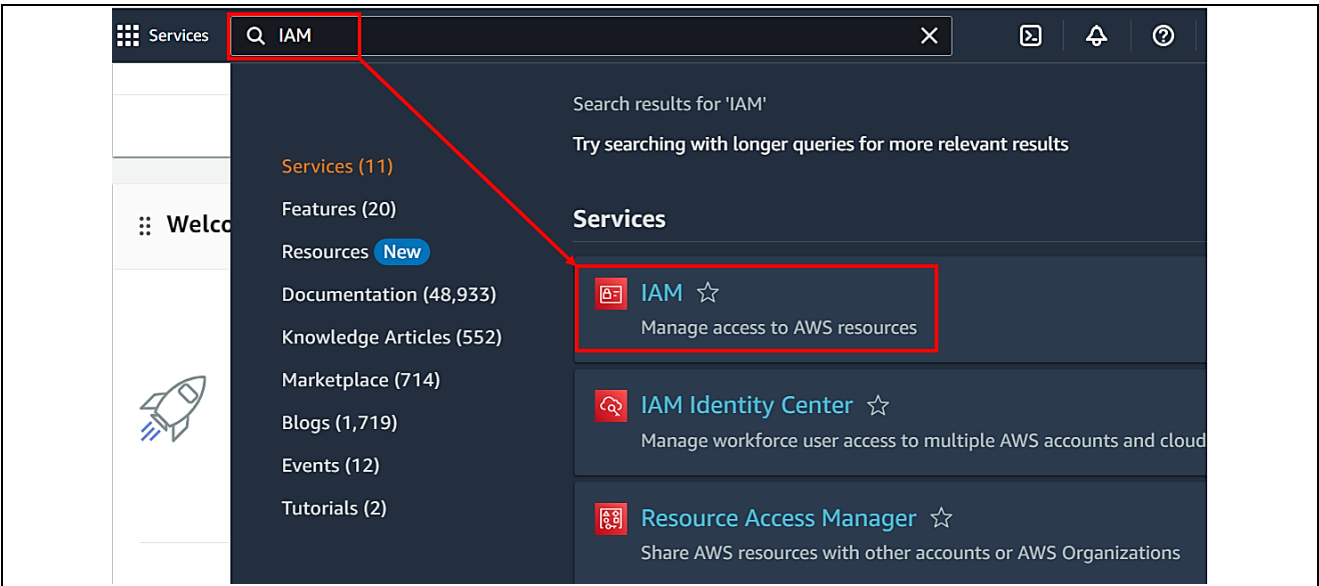 Services
IAM
Search results for 'IAM'
Try searching with longer queries for more relevant results
Services (11)
Features (20)
Resources New
Documentation (48,933)
Knowledge Articles (552)
Marketplace (714)
Blogs (1,719)
Events (12)
Tutorials (2)
Welco
Services
IAM
Manage access to AWS resources
IAM Identity Center
Manage workforce user access to multiple AWS accounts and cloud
Resource Access Manager
Share AWS resources with other accounts or AWS Organizations